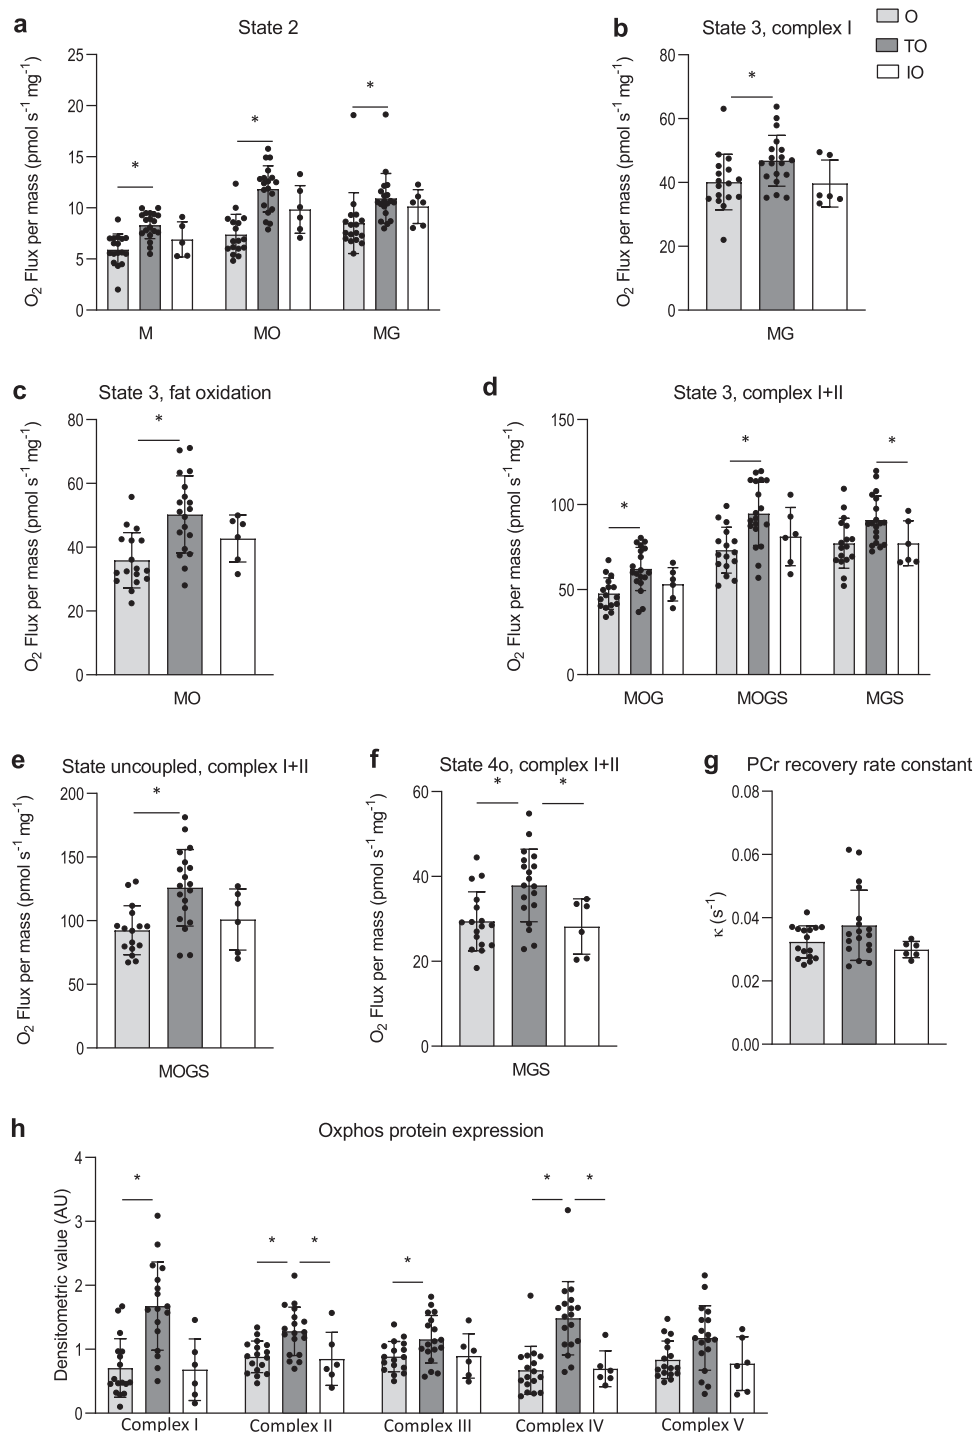 a
State 2
O2 Flux per mass (pmol s-1 mg-1)
25
20
15
10
5
0
*
*
*
M
MO
MG
b
State 3, complex I
O
TO
IO
O2 Flux per mass (pmol s-1 mg-1)
80
60
40
20
0
*
MG
c
State 3, fat oxidation
O2 Flux per mass (pmol s-1 mg-1)
80
60
40
20
0
*
MO
d
State 3, complex I+II
O2 Flux per mass (pmol s-1 mg-1)
150
100
50
0
*
*
*
MOG
MOGS
MGS
e
State uncoupled, complex I+II
O2 Flux per mass (pmol s-1 mg-1)
200
150
100
50
0
*
MOGS
f
State 4o, complex I+II
O2 Flux per mass (pmol s-1 mg-1)
60
40
20
0
*
*
MGS
g
PCr recovery rate constant
κ (s-1)
0.08
0.06
0.04
0.02
0.00
h
Oxphos protein expression
Densitometric value (AU)
4
3
2
1
0
*
*
*
*
*
*
Complex I
Complex II
Complex III
Complex IV
Complex V